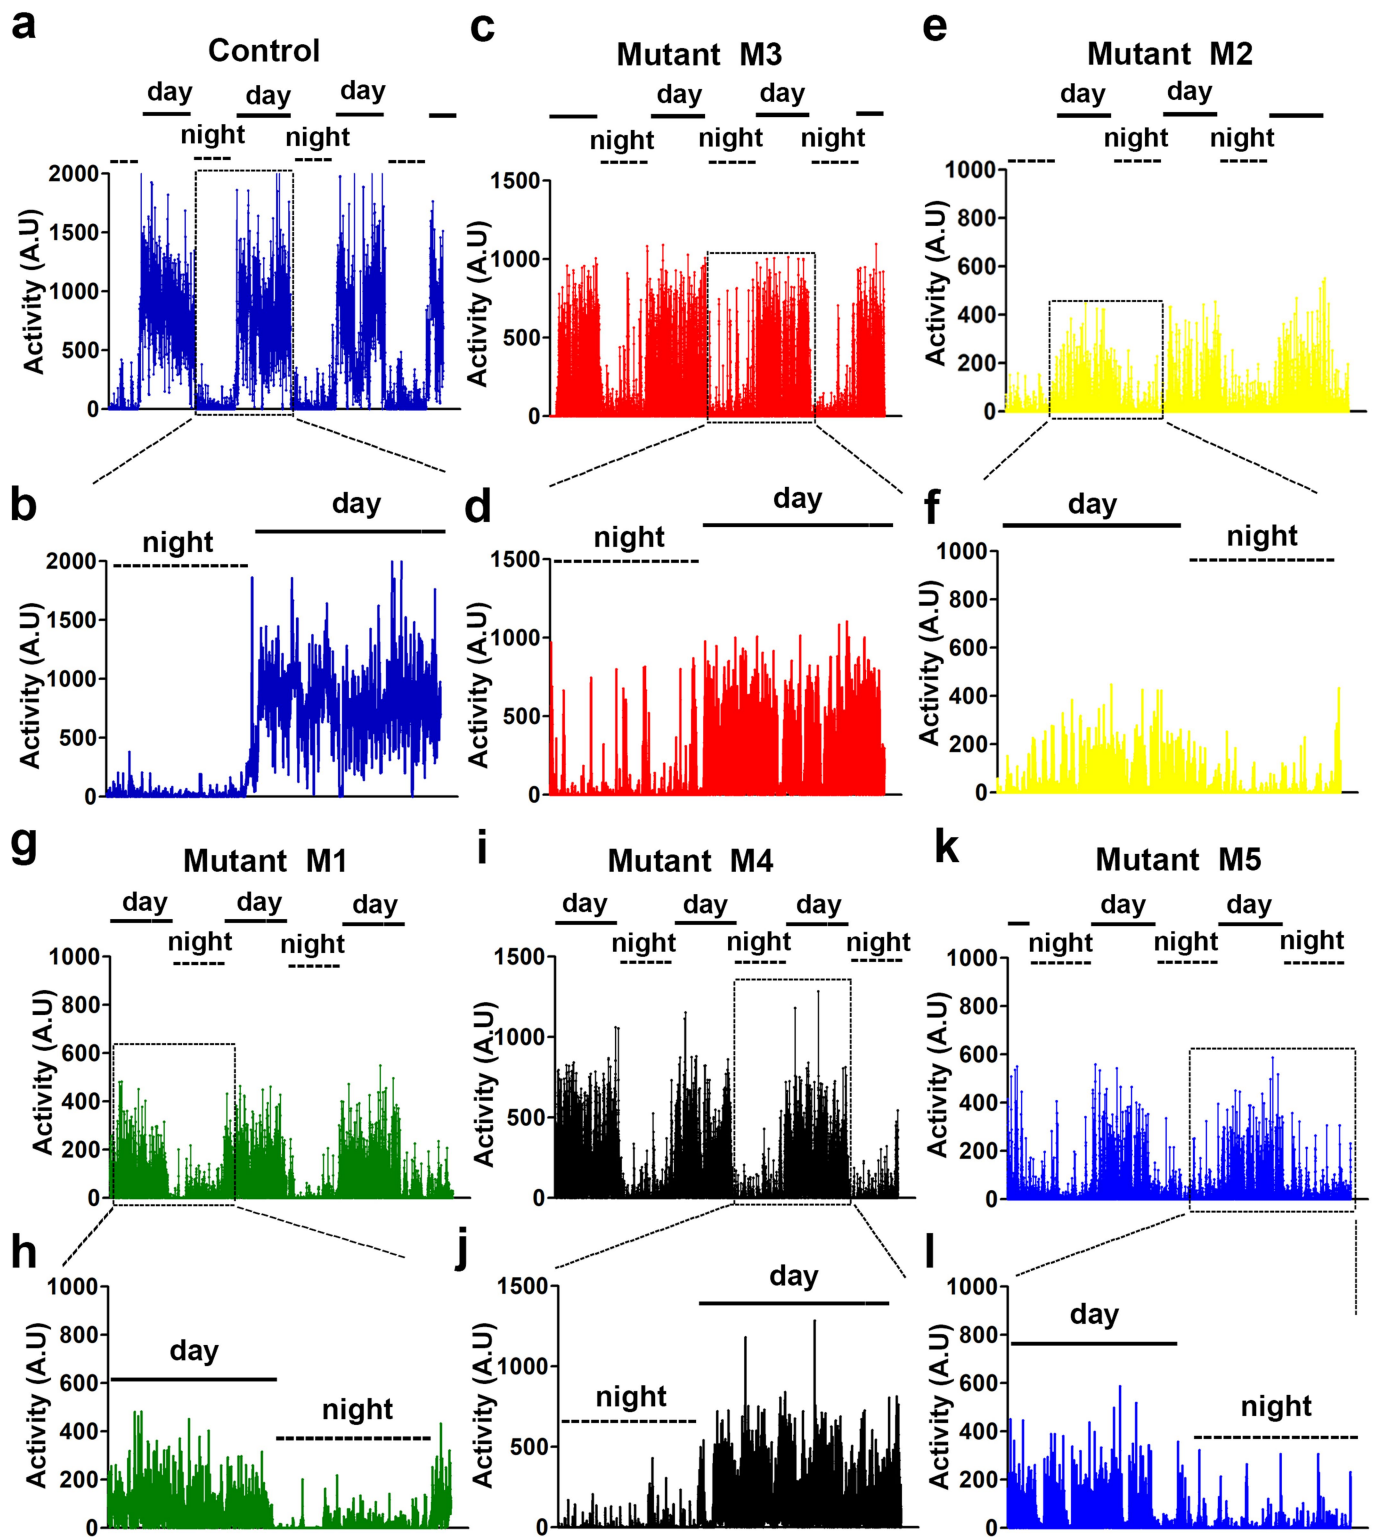 a
Control
day
day
day
night
night
2000
1500
1000
500
0
Activity (A.U)
b
day
night
2000
1500
1000
500
0
Activity (A.U)
c
Mutant M3
day
day
night
night
night
1500
1000
500
0
Activity (A.U)
d
day
night
1500
1000
500
0
Activity (A.U)
e
Mutant M2
day
day
night
night
1000
800
600
400
200
0
Activity (A.U)
f
day
night
1000
800
600
400
200
0
Activity (A.U)
g
Mutant M1
day
day
day
night
night
1000
800
600
400
200
0
Activity (A.U)
h
day
night
1000
800
600
400
200
0
Activity (A.U)
i
Mutant M4
day
day
day
night
night
night
1500
1000
500
0
Activity (A.U)
j
day
night
1500
1000
500
0
Activity (A.U)
k
Mutant M5
day
day
night
night
night
1000
800
600
400
200
0
Activity (A.U)
l
day
night
1000
800
600
400
200
0
Activity (A.U)